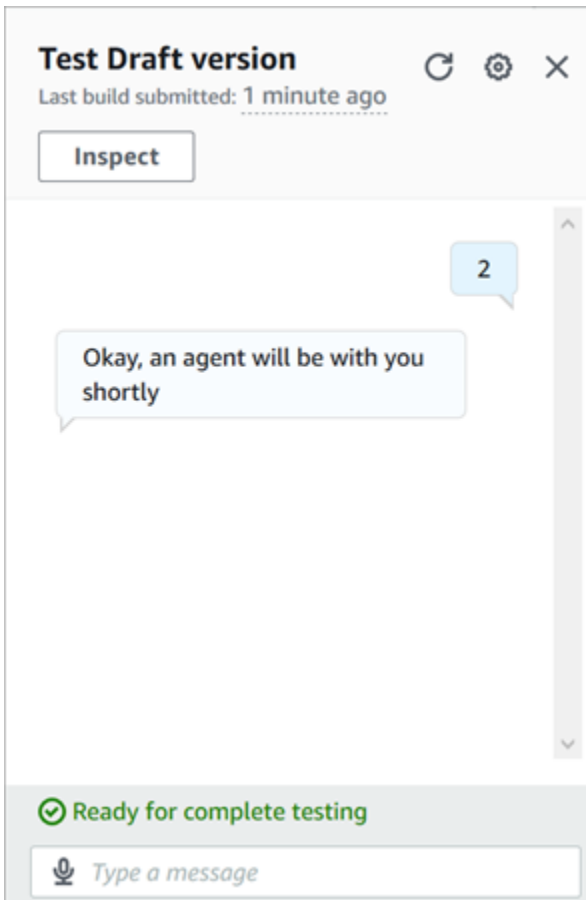 Test Draft version
Last build submitted: 1 minute ago
Inspect
2
Okay, an agent will be with you
shortly
Ready for complete testing
Type a message